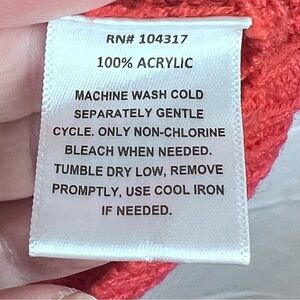 RN# 104317
100% ACRYLIC
MACHINE WASH COLD
SEPARATELY GENTLE
CYCLE. ONLY NON-CHLORINE
BLEACH WHEN NEEDED.
TUMBLE DRY LOW, REMOVE
PROMPTLY, USE COOL IRON
IF NEEDED.